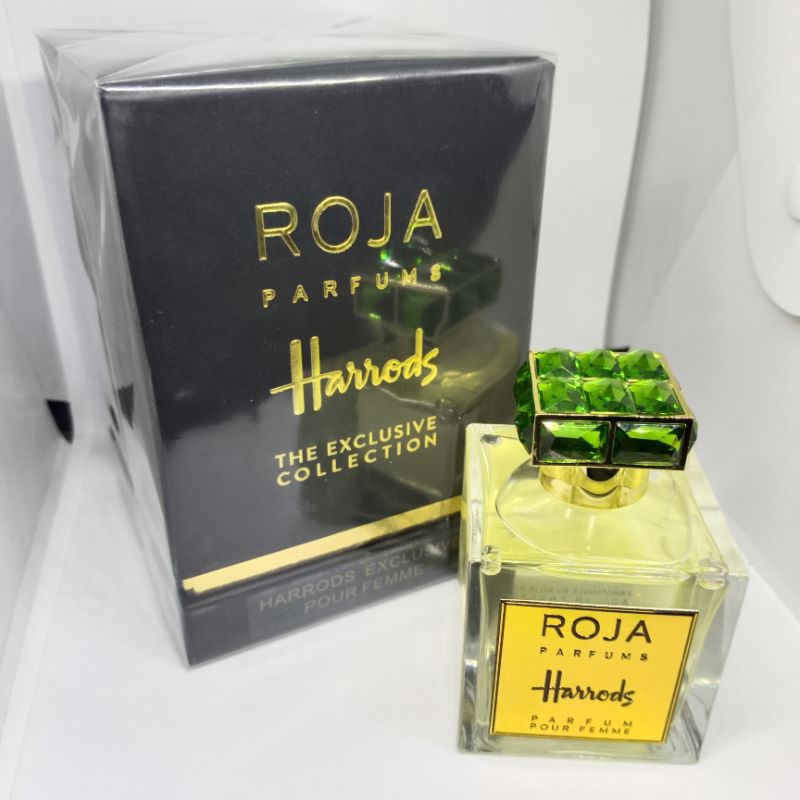 ROJA
PARFUMS
Harrods
THE EXCLUSIVE
COLLECTION
HARRODS EXCLUSIVE
POUR FEMME
ROJA
PARFUMS
Harrods
PARFUM
POUR FEMME